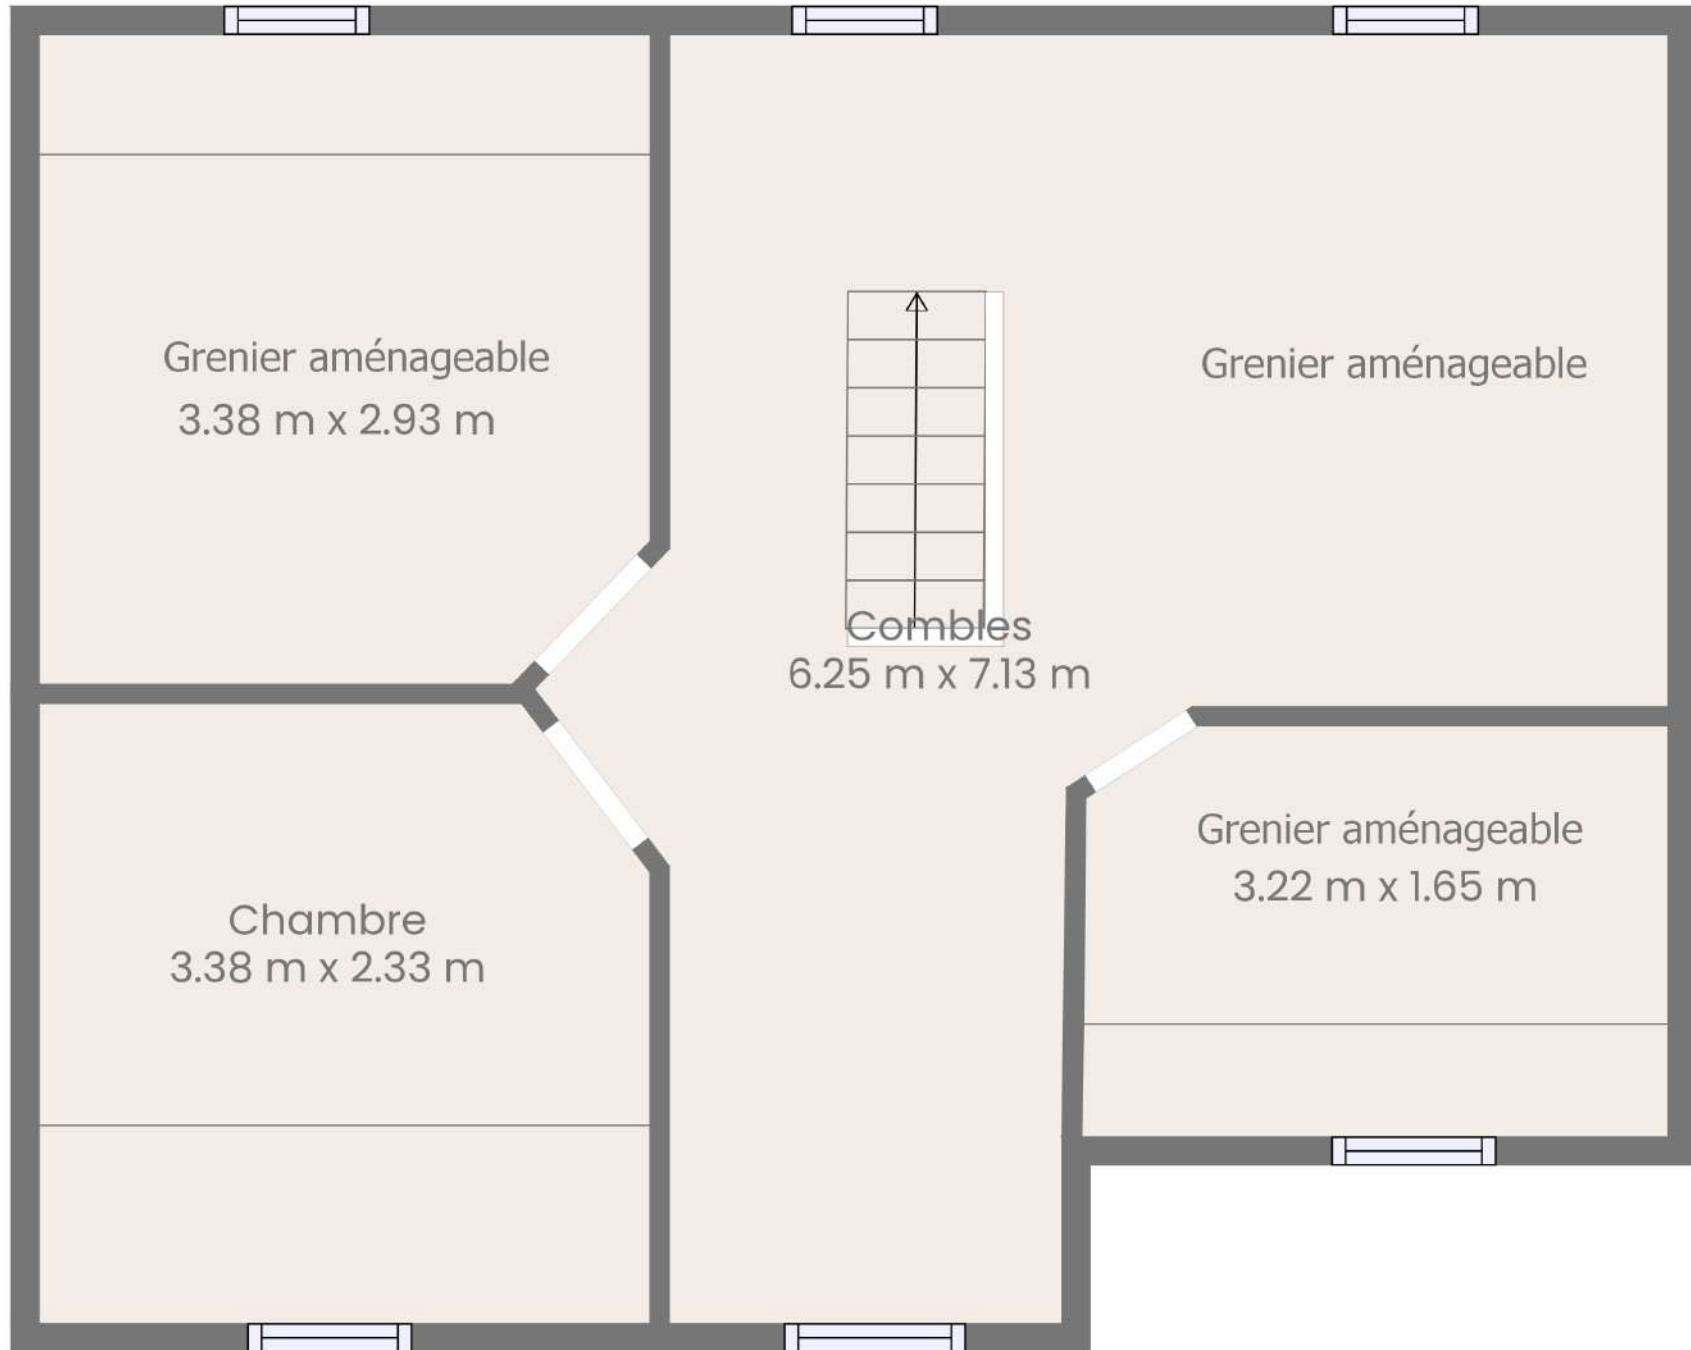 Grenier aménageable
3.38 m x 2.93 m
Grenier aménageable
Combles
6.25 m x 7.13 m
Grenier aménageable
3.22 m x 1.65 m
Chambre
3.38 m x 2.33 m